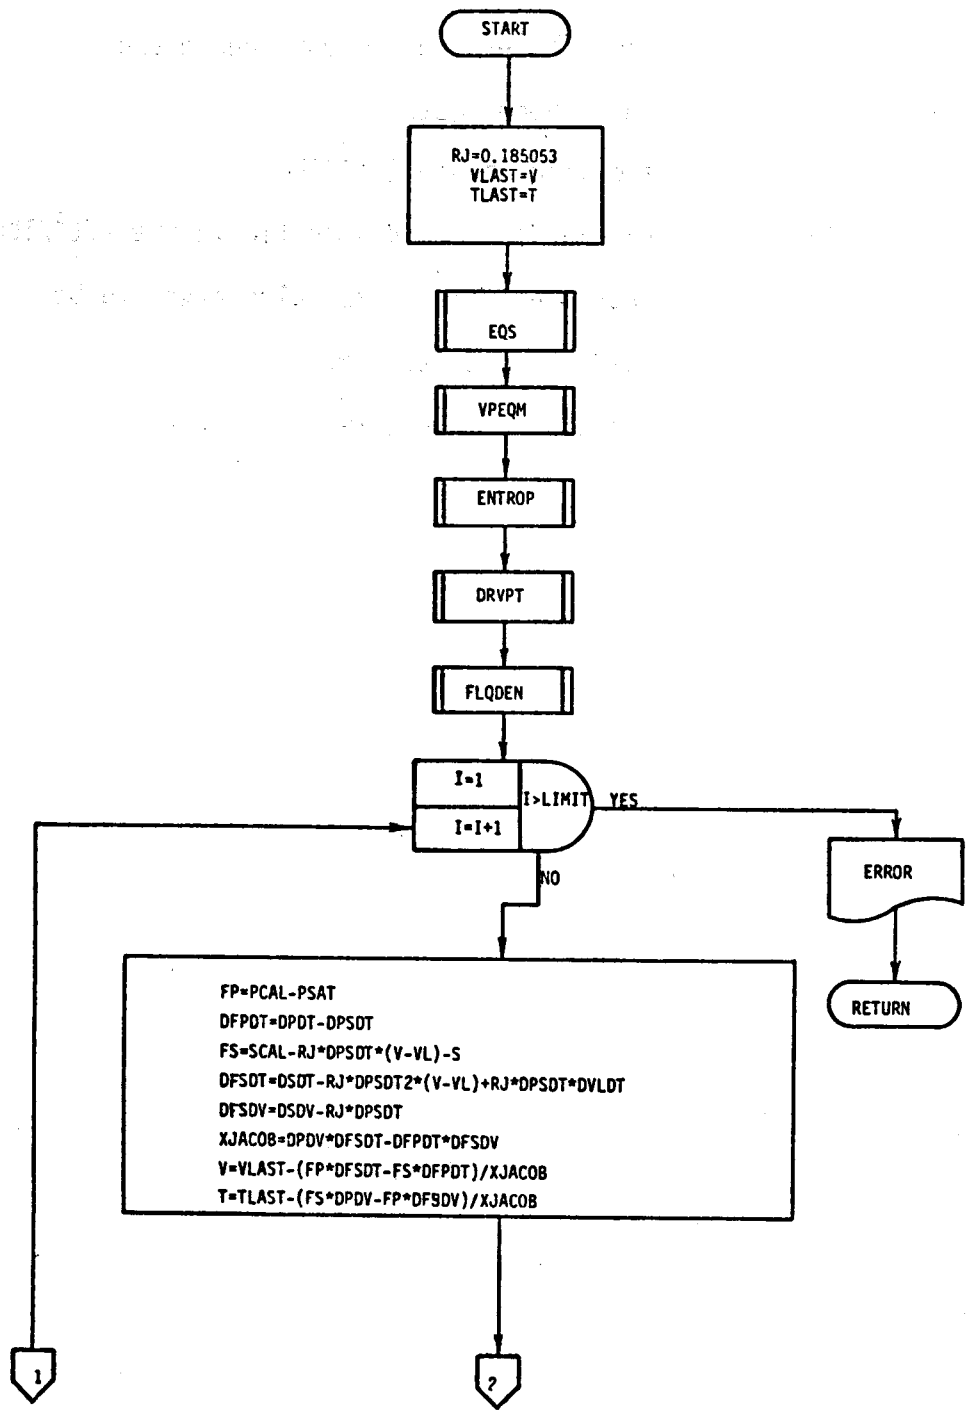 START
RJ=0.185053
VLAST=V
TLAST=T
EQS
VPEQM
ENTROP
DRVPT
FLQDEN
I=1
I>LIMIT
YES
I=I+1
NO
ERROR
RETURN
FP=PCAL-PSAT
DFPDT=DPDT-DPSDT
FS=SCAL-RJ*DPSDT*(V-VL)-S
DFSDT=DSDT-RJ*DPSDT2*(V-VL)+RJ*DPSDT*DVLDT
DFSDV=DSDV-RJ*DPSDT
XJACOB=DPDV*DFSDT-DFPDT*DFSDV
V=VLAST-(FP*DFSDT-FS*DFPDT)/XJACOB
T=TLAST-(FS*DPDV-FP*DFSDV)/XJACOB
1
2